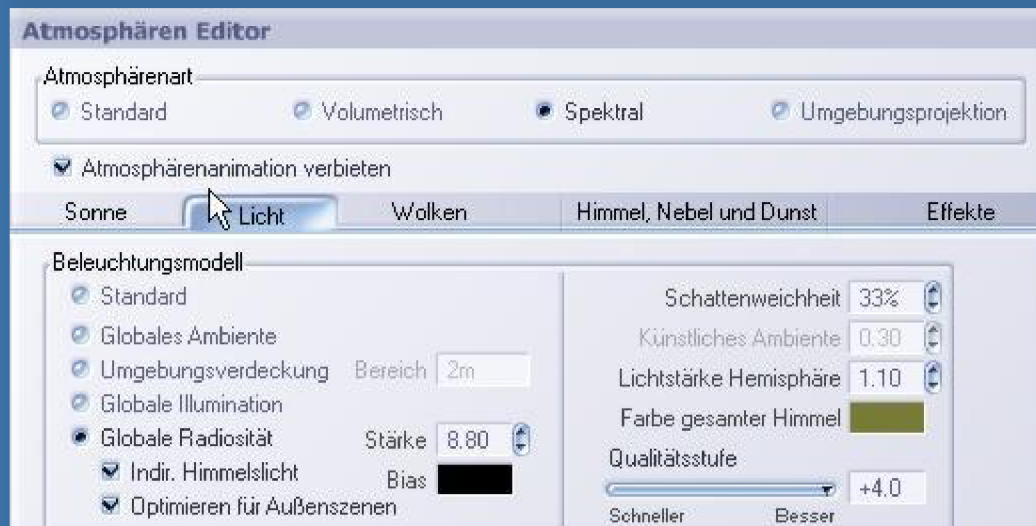 Atmosphären Editor
Atmosphärenart
Standard Volumetrisch Spektral Umgebungsprojektion
Atmosphärenanimation verbieten
Sonne Licht Wolken Himmel, Nebel und Dunst Effekte
Beleuchtungsmodell
Standard
Globales Ambiente
Umgebungsverdeckung Bereich 2m
Globale Illumination
Globale Radiosität Stärke 8.80
Indir. Himmelslicht Bias
Optimieren für Außenszenen
Schattenweichheit 33%
Künstliches Ambiente 0.30
Lichtstärke Hemisphäre 1.10
Farbe gesamter Himmel
Qualitätsstufe
+4.0
Schneller Besser